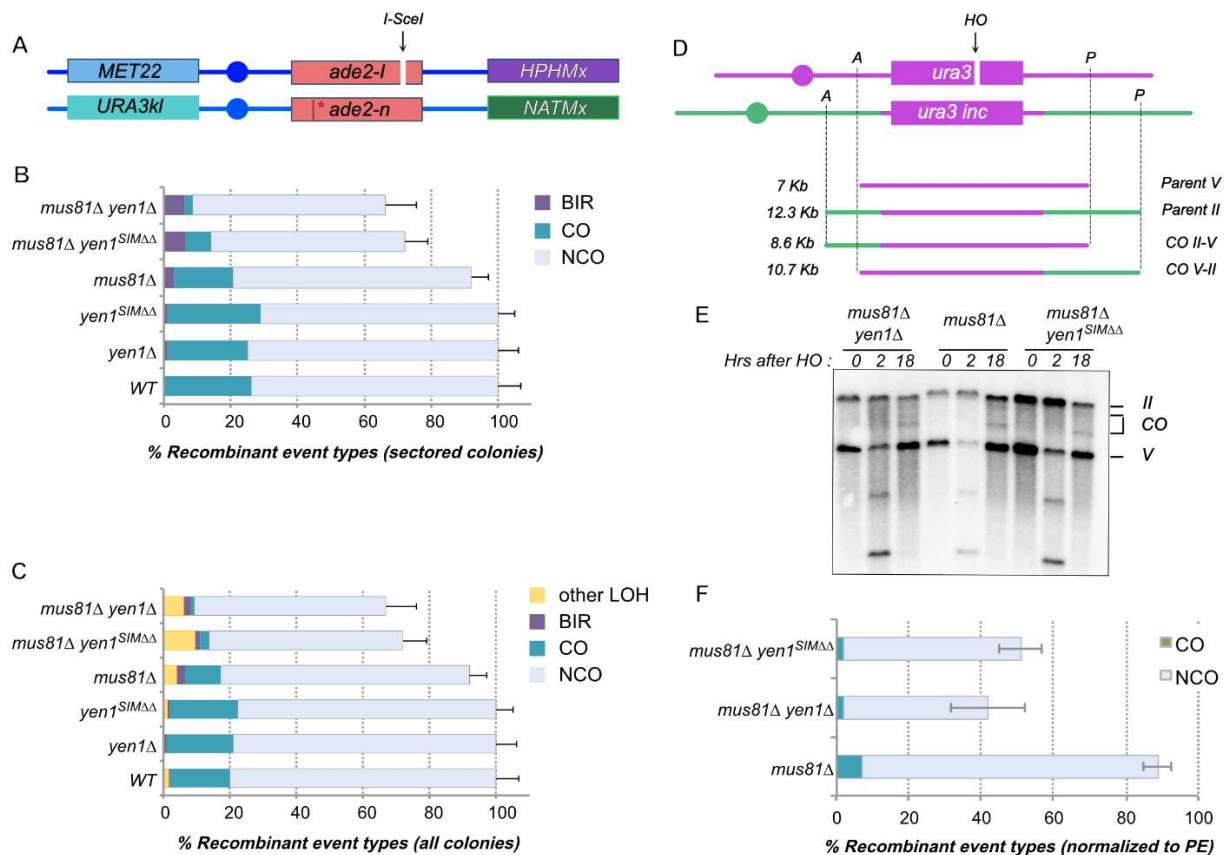 A
I-SceI
MET22
ade2-I
HPHMx
URA3kl
* ade2-n
NATMx
B
mus81Δ yen1Δ
mus81Δ yen1SIMΔΔ
mus81Δ
yen1SIMΔΔ
yen1Δ
WT
BIR
CO
NCO
0 20 40 60 80 100
% Recombinant event types (sectored colonies)
C
mus81Δ yen1Δ
mus81Δ yen1SIMΔΔ
mus81Δ
yen1SIMΔΔ
yen1Δ
WT
other LOH
BIR
CO
NCO
0 20 40 60 80 100
% Recombinant event types (all colonies)
D
HO
A
P
ura3
A
P
ura3 inc
7 Kb
Parent V
12.3 Kb
Parent II
8.6 Kb
CO II-V
10.7 Kb
CO V-II
E
mus81Δ yen1Δ
mus81Δ
mus81Δ yen1SIMΔΔ
Hrs after HO : 0 2 18 0 2 18 0 2 18
II
CO
V
F
mus81Δ yen1SIMΔΔ
mus81Δ yen1Δ
mus81Δ
CO
NCO
0 20 40 60 80 100
% Recombinant event types (normalized to PE)